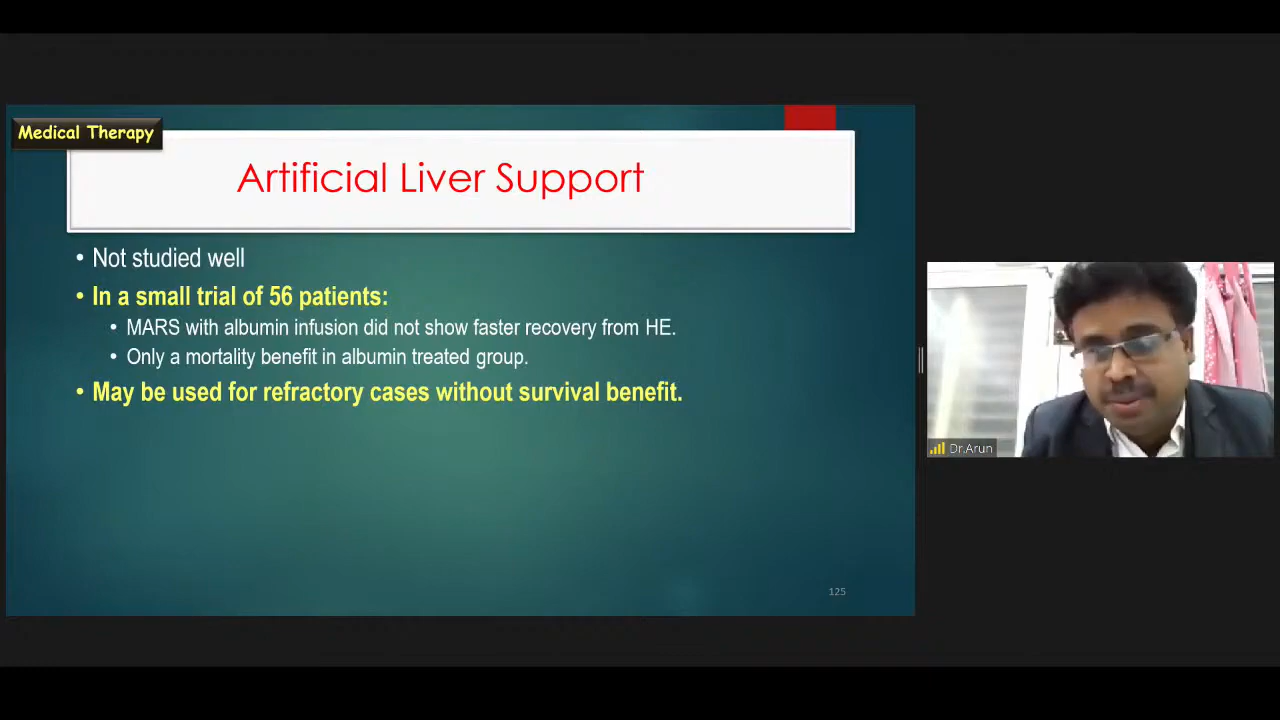 Medical Therapy
Artificial Liver Support
• Not studied well
• In a small trial of 56 patients:
• MARS with albumin infusion did not show faster recovery from HE.
• Only a mortality benefit in albumin treated group.
• May be used for refractory cases without survival benefit.
125
Dr.Arun